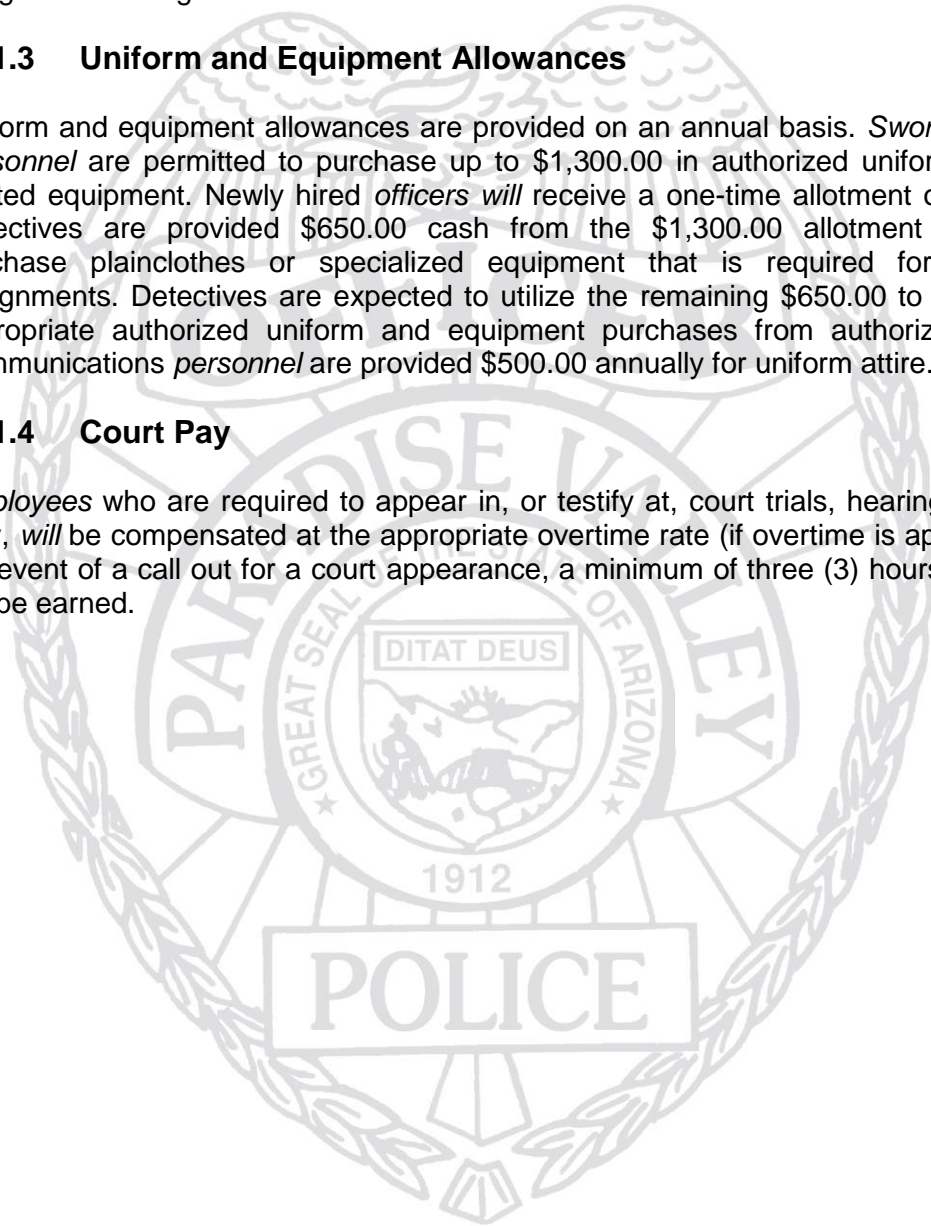 1.3 Uniform and Equipment Allowances
orm and equipment allowances are provided on an annual basis. Swor
sonnel are permitted to purchase up to $1,300.00 in authorized unifor
ted equipment. Newly hired officers will receive a one-time allotment o
ectives are provided $650.00 cash from the $1,300.00 allotment
chase plainclothes or specialized equipment that is required for
gnments. Detectives are expected to utilize the remaining $650.00 to
ropriate authorized uniform and equipment purchases from authoriz
mmunications personnel are provided $500.00 annually for uniform attire.
1.4 Court Pay
ployees who are required to appear in, or testify at, court trials, hearing
, will be compensated at the appropriate overtime rate (if overtime is ap
event of a call out for a court appearance, a minimum of three (3) hours
be earned.
OFFICER
PARADISE VALLEY
GREAT SEAL OF THE STATE OF ARIZONA
DITAT DEUS
1912
POLICE